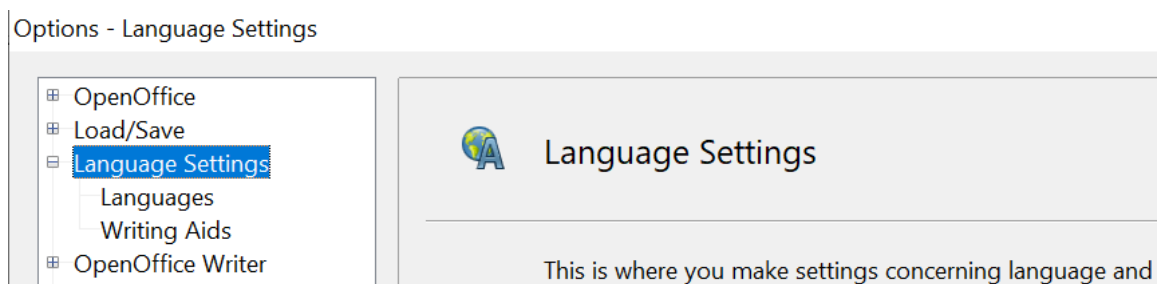 Options - Language Settings
OpenOffice
Load/Save
Language Settings
Languages
Writing Aids
OpenOffice Writer
Language Settings
This is where you make settings concerning language and